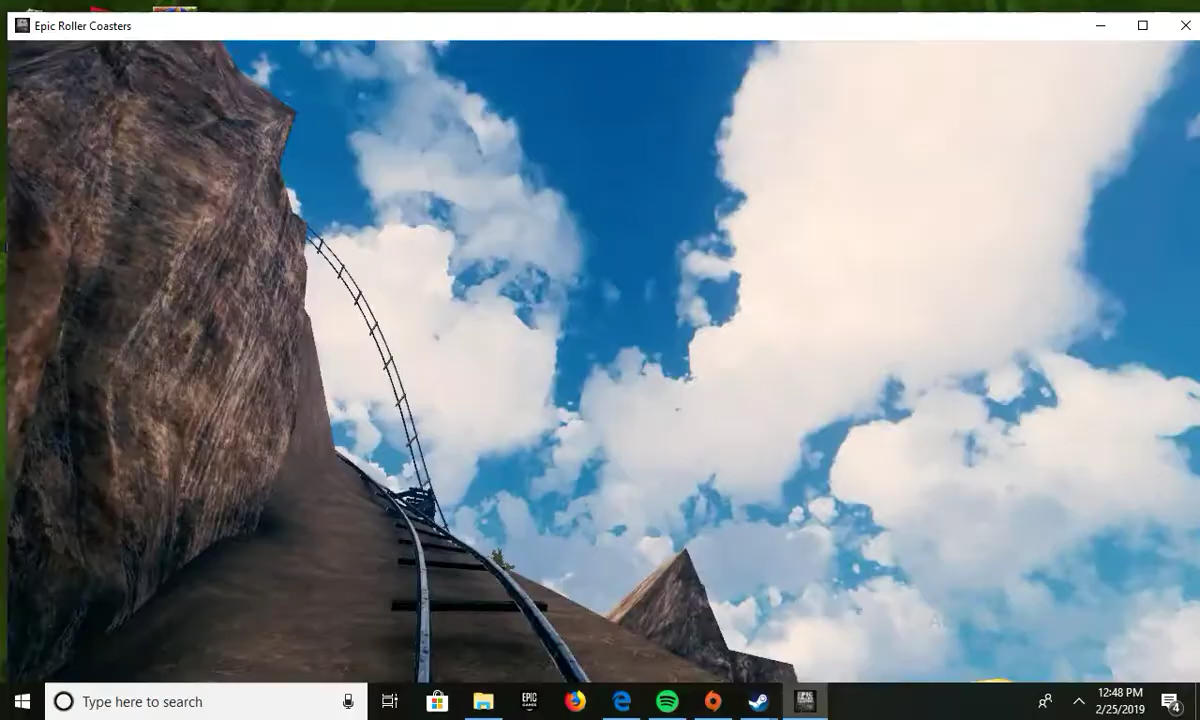 Epic Roller Coasters
Type here to search
EPIC
GAMES
12:48 PM
2/25/2019
4